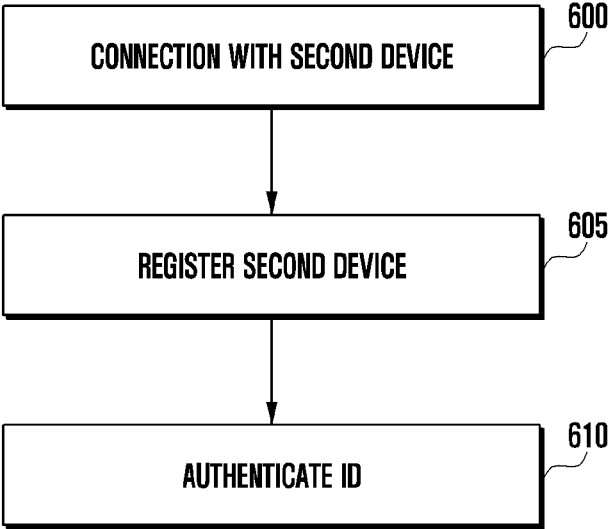 600
CONNECTION WITH SECOND DEVICE
605
REGISTER SECOND DEVICE
610
AUTHENTICATE ID